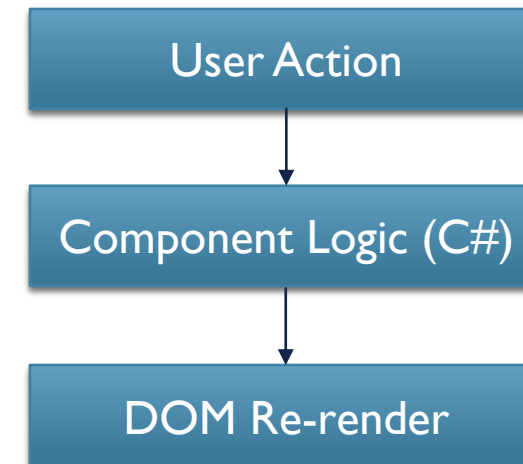 User Action
Component Logic (C#)
DOM Re-render